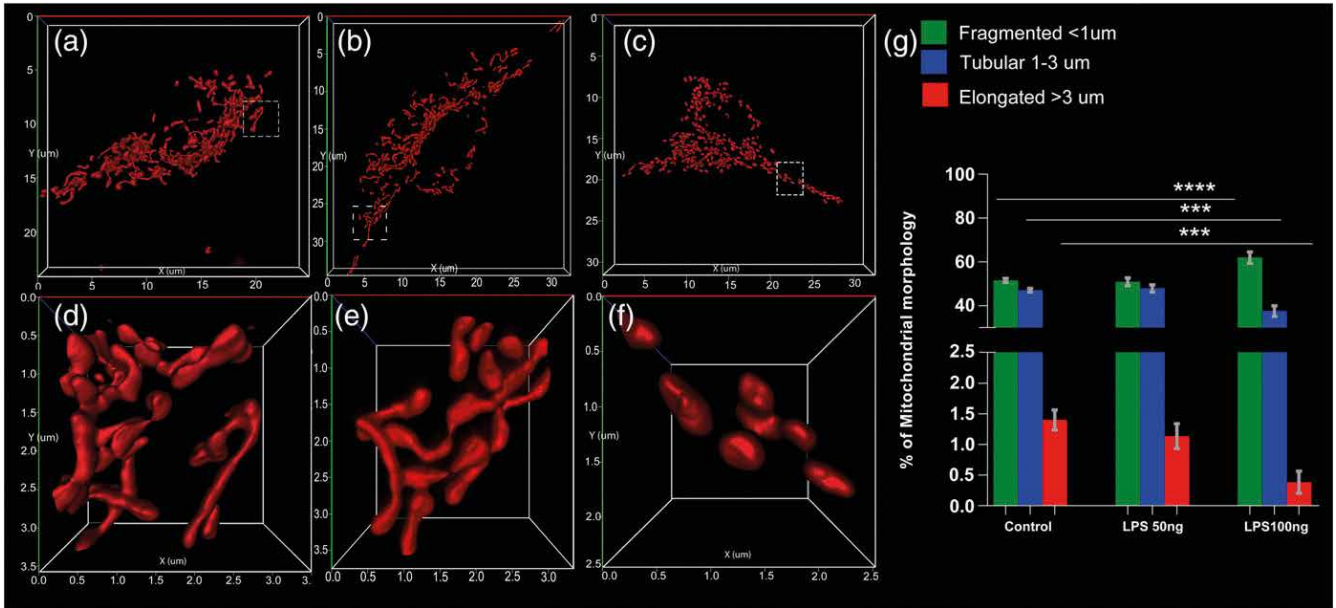 (a)
0
5
10
Y (um)
15
20
X (um)
0 5 10 15 20
(b)
0
5
10
15
Y (um)
20
25
30
X (um)
0 5 10 15 20 25 30
(c)
0
5
10
15
Y (um)
20
25
30
X (um)
0 5 10 15 20 25 30
(d)
0.0
0.5
1.0
1.5
Y (um)
2.0
2.5
3.0
3.5
X (um)
0.0 0.5 1.0 1.5 2.0 2.5 3.0 3.
(e)
0.0
0.5
1.0
1.5
Y (um)
2.0
2.5
3.0
3.5
X (um)
0.0 0.5 1.0 1.5 2.0 2.5 3.0
(f)
0.0
0.5
1.0
Y (um)
1.5
2.0
2.5
X (um)
0.0 0.5 1.0 1.5 2.0 2.5
(g)
Fragmented <1um
Tubular 1-3 um
Elongated >3 um
% of Mitochondrial morphology
100
80
60
40
2.5
2.0
1.5
1.0
0.5
0.0
****
***
***
Control LPS 50ng LPS100ng